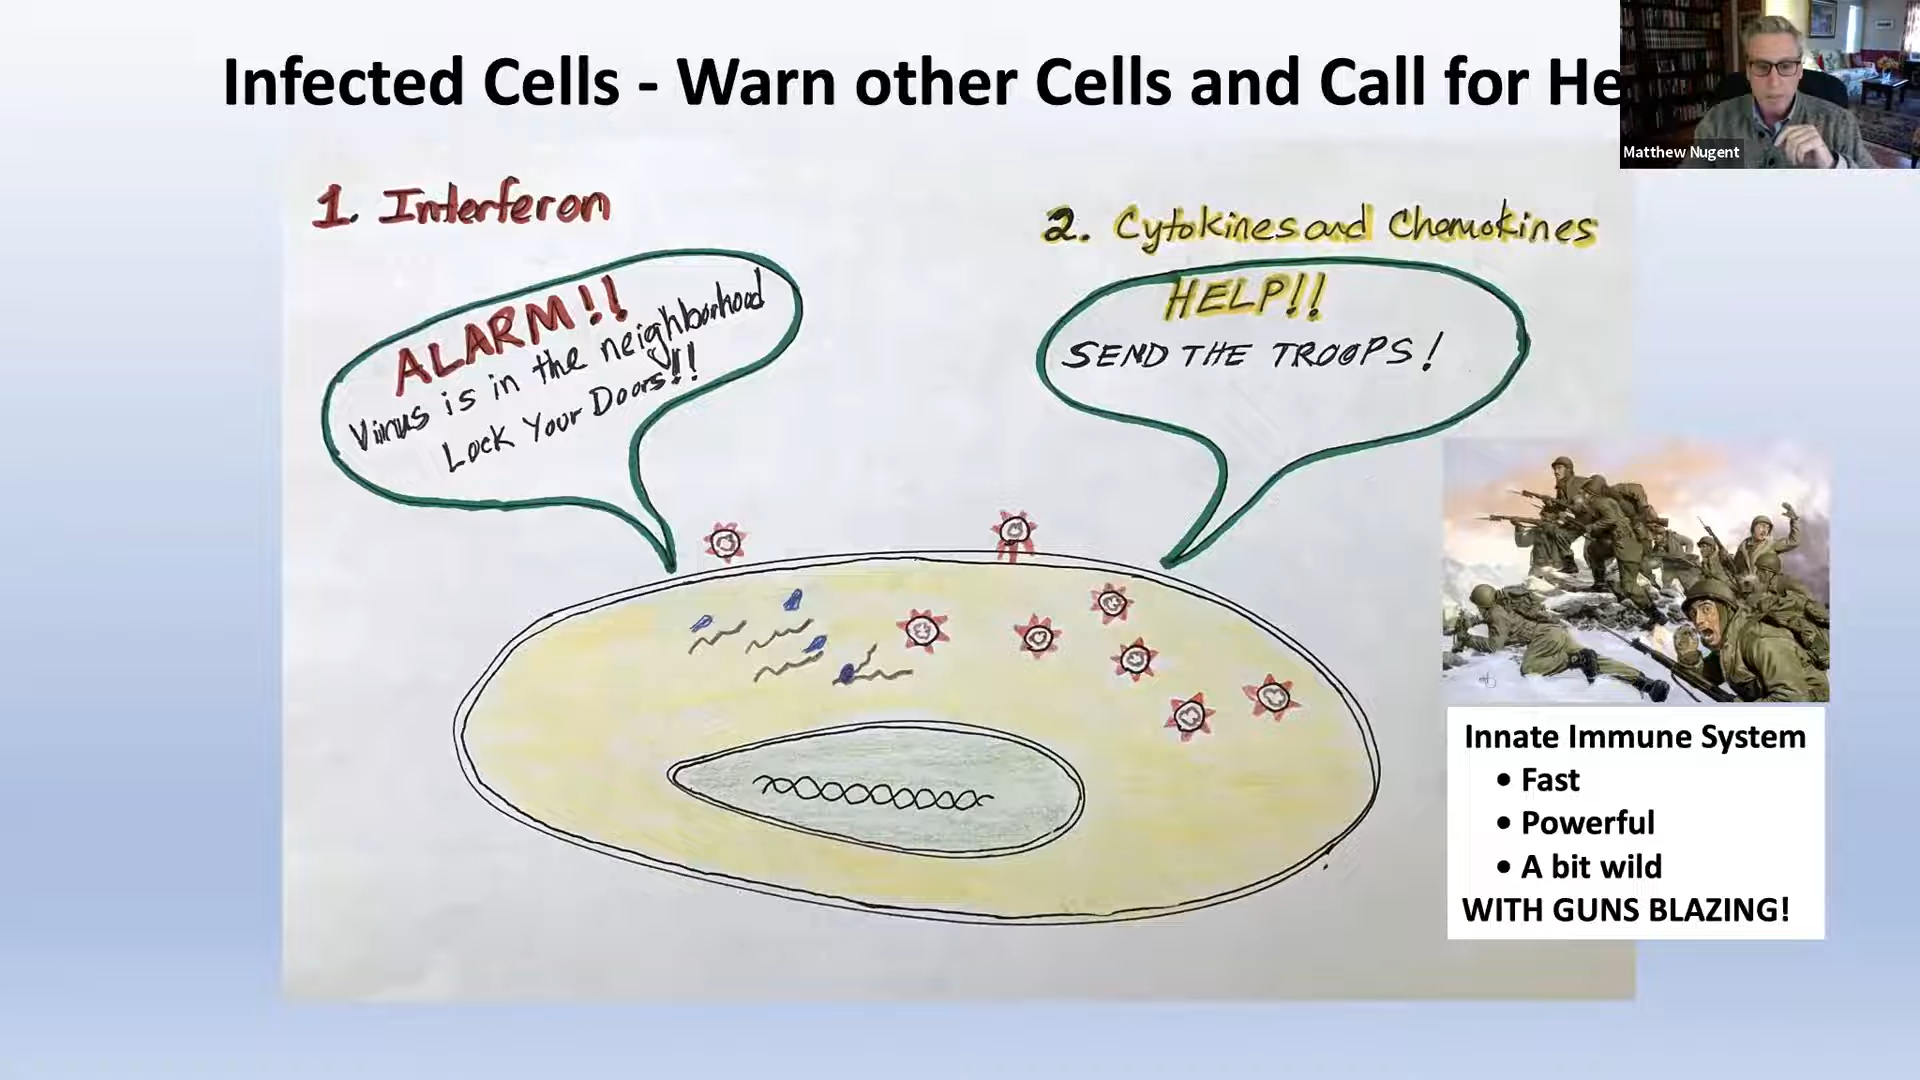 Infected Cells - Warn other Cells and Call for He
Matthew Nugent
1. Interferon
ALARM!!
Virus is in the neighborhood
Lock Your Doors!!
2. Cytokines and Chemokines
HELP!!
SEND THE TROOPS!
Innate Immune System
• Fast
• Powerful
• A bit wild
WITH GUNS BLAZING!